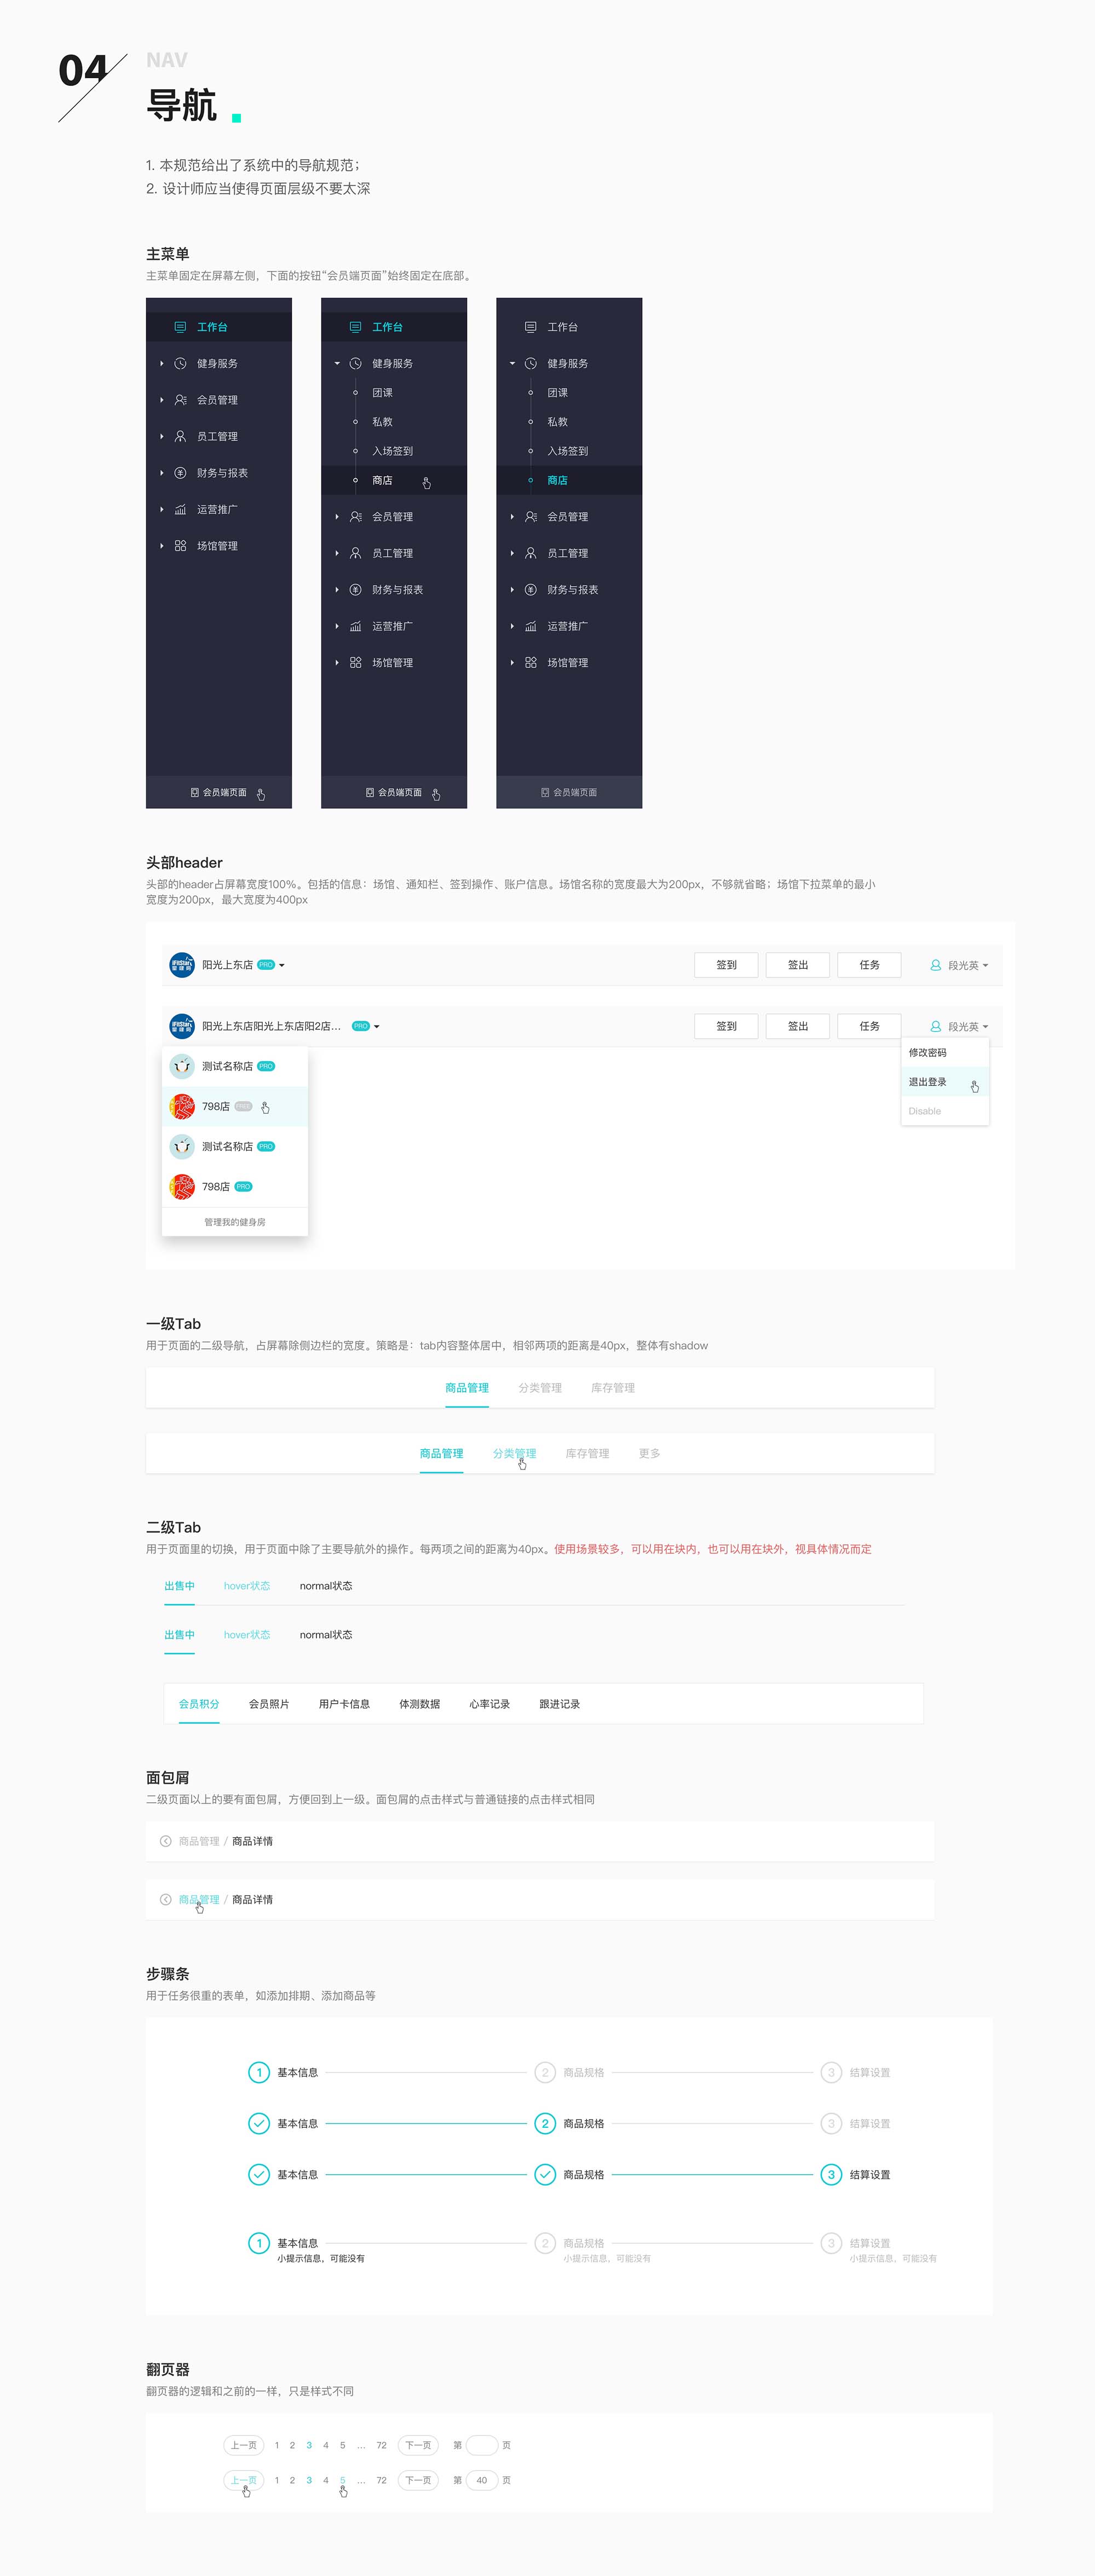 04
NAV
导航
1. 本规范给出了系统中的导航规范；
2. 设计师应当使得页面层级不要太深
主菜单
主菜单固定在屏幕左侧，下面的按钮“会员端页面”始终固定在底部。
工作台
健身服务
会员管理
员工管理
财务与报表
运营推广
场馆管理
会员端页面
工作台
健身服务
团课
私教
入场签到
商店
会员管理
员工管理
财务与报表
运营推广
场馆管理
会员端页面
工作台
健身服务
团课
私教
入场签到
商店
会员管理
员工管理
财务与报表
运营推广
场馆管理
会员端页面
头部header
头部的header占屏幕宽度100%。包括的信息：场馆、通知栏、签到操作、账户信息。场馆名称的宽度最大为200px，不够就省略；场馆下拉菜单的最小
宽度为200px，最大宽度为400px
阳光上东店 PRO 签到 签出 任务 段光英
阳光上东店阳光上东店阳2店... PRO 签到 签出 任务 段光英
测试名称店 PRO
798店 PRO
测试名称店 PRO
798店 PRO
管理我的健身房
修改密码
退出登录
Disable
一级Tab
用于页面的二级导航，占屏幕除侧边栏的宽度。策略是：tab内容整体居中，相邻两项的距离是40px，整体有shadow
商品管理 分类管理 库存管理
商品管理 分类管理 库存管理 更多
二级Tab
用于页面里的切换，用于页面中除了主要导航外的操作。每两项之间的距离为40px。使用场景较多，可以用在块内，也可以用在块外，视具体情况而定
出售中 hover状态 normal状态
出售中 hover状态 normal状态
会员积分 会员照片 用户卡信息 体测数据 心率记录 跟进记录
面包屑
二级页面以上的要有面包屑，方便回到上一级。面包屑的点击样式与普通链接的点击样式相同
商品管理 / 商品详情
商品管理 / 商品详情
步骤条
用于任务很重的表单，如添加排期、添加商品等
1 基本信息 2 商品规格 3 结算设置
基本信息 2 商品规格 3 结算设置
基本信息 商品规格 3 结算设置
1 基本信息 2 商品规格 3 结算设置
小提示信息，可能没有 小提示信息，可能没有 小提示信息，可能没有
翻页器
翻页器的逻辑和之前的一样，只是样式不同
上一页 1 2 3 4 5 ... 72 下一页 第 页
上一页 1 2 3 4 5 ... 72 下一页 第 40 页